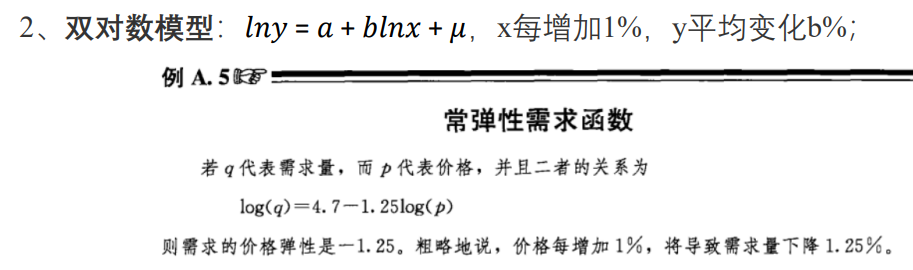 2、双对数模型：lny = a + blnx + μ，x每增加1%，y平均变化b%；
例 A.5☞
常弹性需求函数
若 q 代表需求量，而 p 代表价格，并且二者的关系为
log(q)=4.7-1.25log(p)
则需求的价格弹性是-1.25。粗略地说，价格每增加 1%，将导致需求量下降 1.25%。